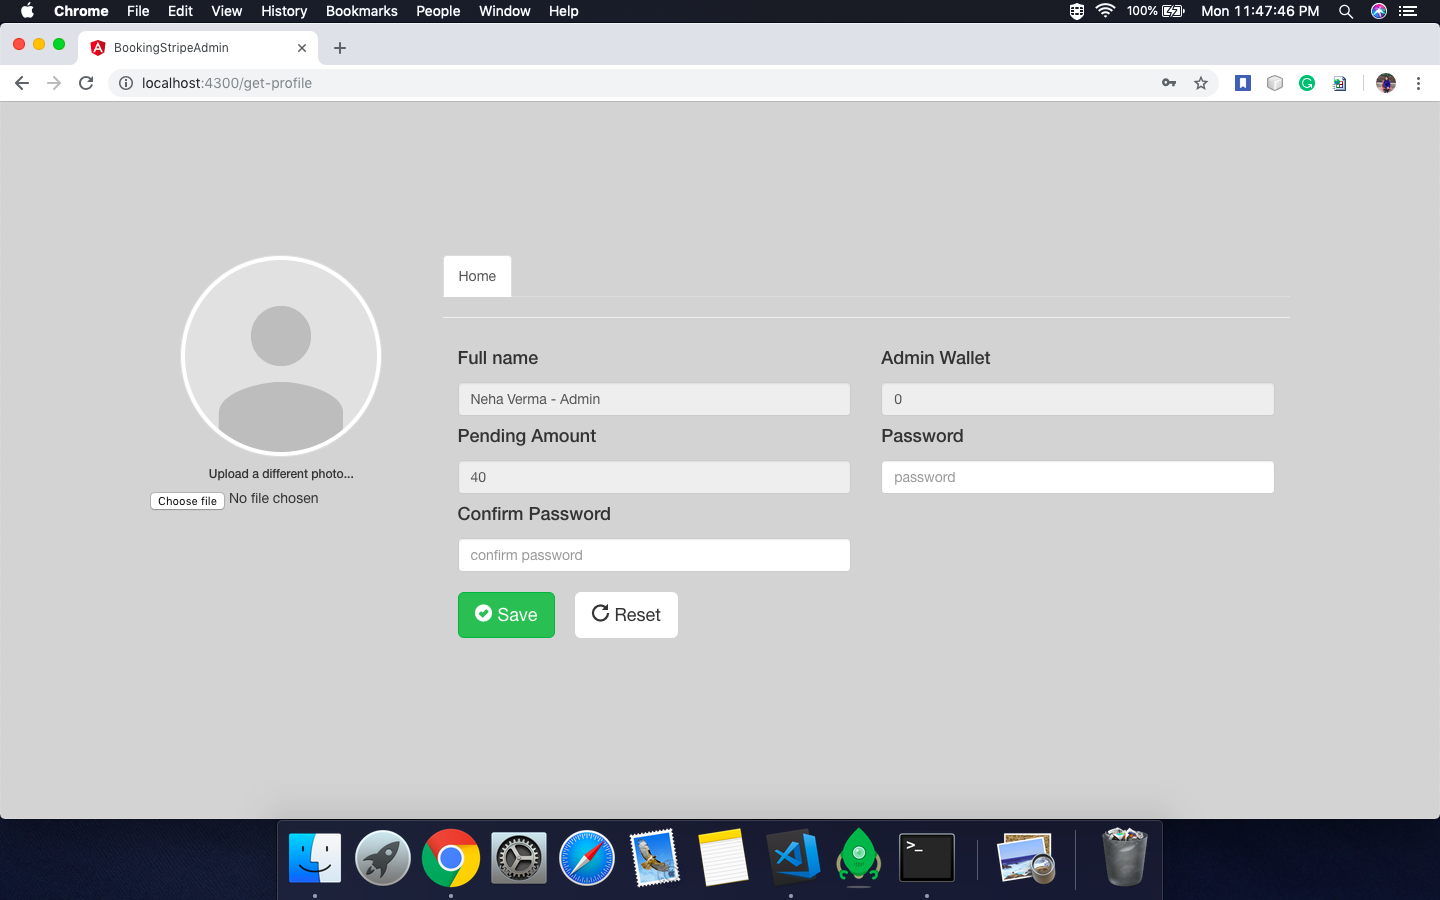 Chrome File Edit View History Bookmarks People Window Help 100% Mon 11:47:46 PM
BookingStripeAdmin
localhost:4300/get-profile
Home
Full name Admin Wallet
Neha Verma - Admin 0
Pending Amount Password
40 password
Upload a different photo...
Choose file No file chosen
Confirm Password
confirm password
Save Reset
>_